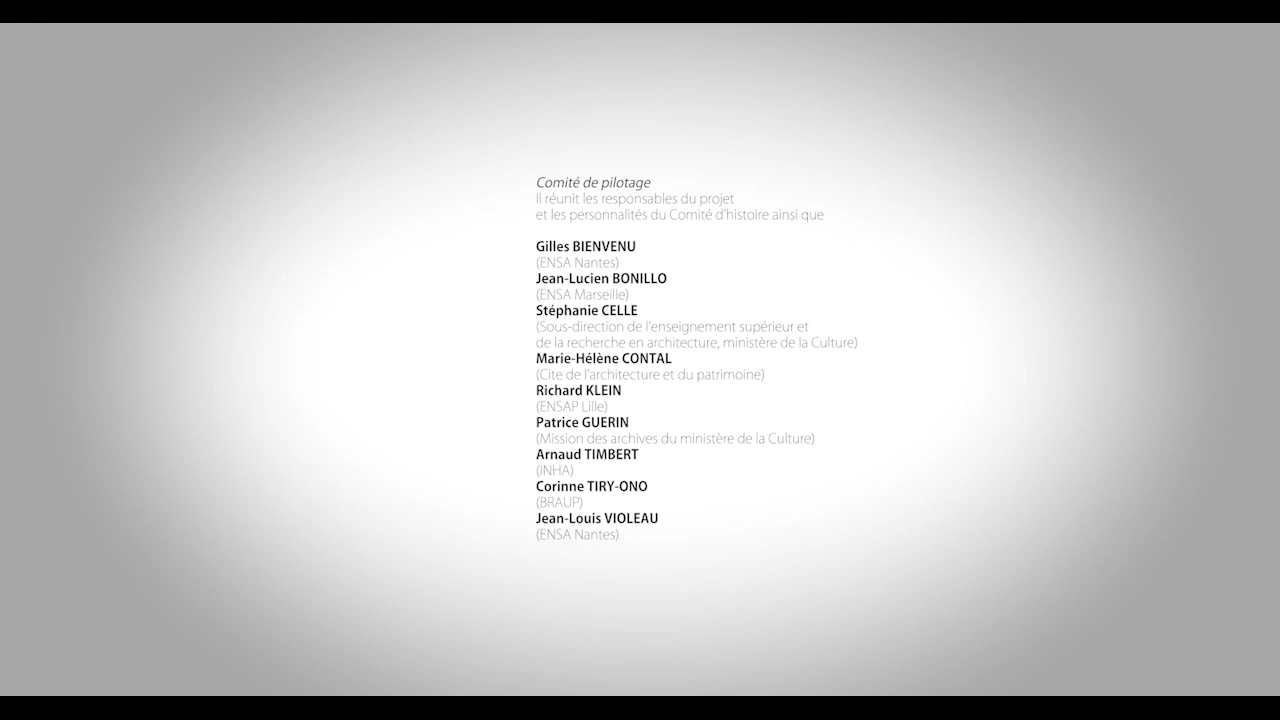 Comité de pilotage
Il réunit les responsables du projet
et les personnalités du Comité d'histoire ainsi que
Gilles BIENVENU
(ENSA Nantes)
Jean-Lucien BONILLO
(ENSA Marseille)
Stéphanie CELLE
(Sous-direction de l'enseignement supérieur et
de la recherche en architecture, ministère de la Culture)
Marie-Hélène CONTAL
(Cite de l'architecture et du patrimoine)
Richard KLEIN
(ENSAP Lille)
Patrice GUERIN
(Mission des archives du ministère de la Culture)
Arnaud TIMBERT
(INHA)
Corinne TIRY-ONO
(BRAUP)
Jean-Louis VIOLEAU
(ENSA Nantes)